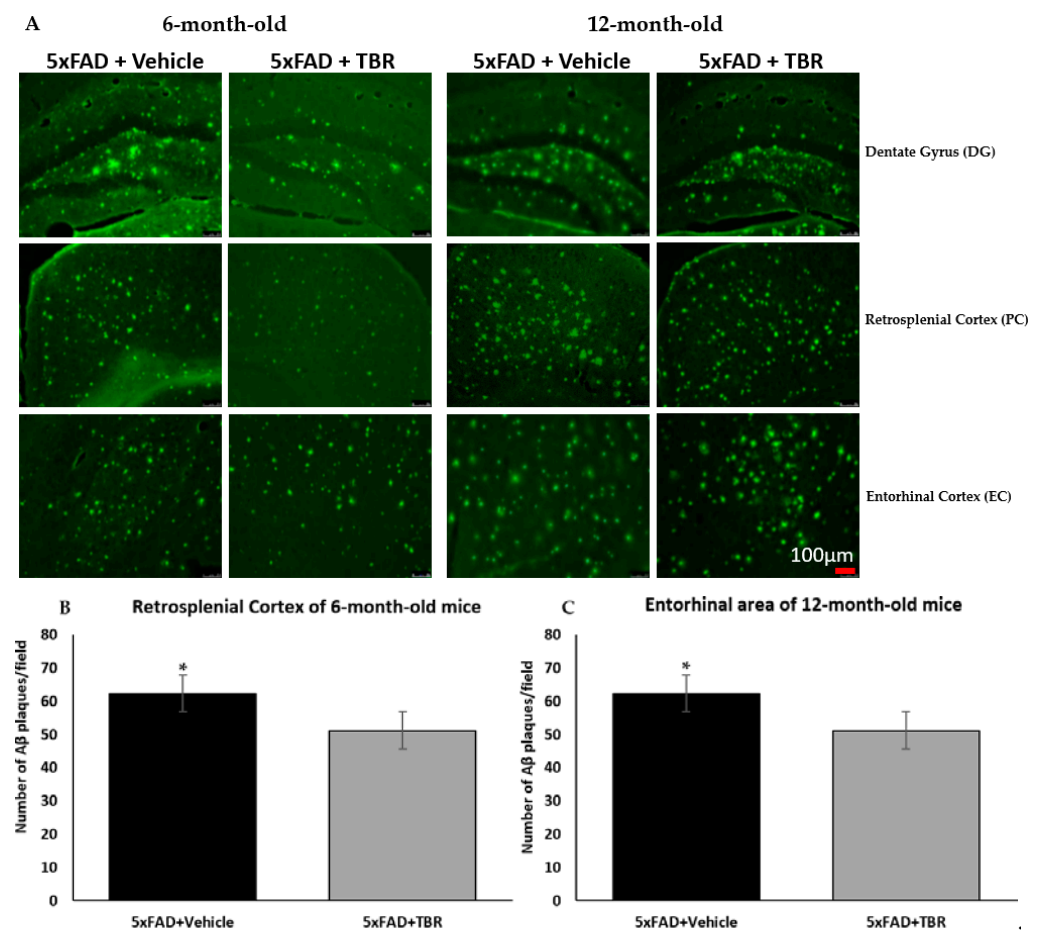 A
6-month-old
12-month-old
5xFAD + Vehicle
5xFAD + TBR
5xFAD + Vehicle
5xFAD + TBR
Dentate Gyrus (DG)
Retrosplenial Cortex (PC)
Entorhinal Cortex (EC)
100μm
B
Retrosplenial Cortex of 6-month-old mice
Number of Aβ plaques/field
80
70
60
50
40
30
20
10
0
*
5xFAD+Vehicle
5xFAD+TBR
C
Entorhinal area of 12-month-old mice
Number of Aβ plaques/field
80
70
60
50
40
30
20
10
0
*
5xFAD+Vehicle
5xFAD+TBR
.